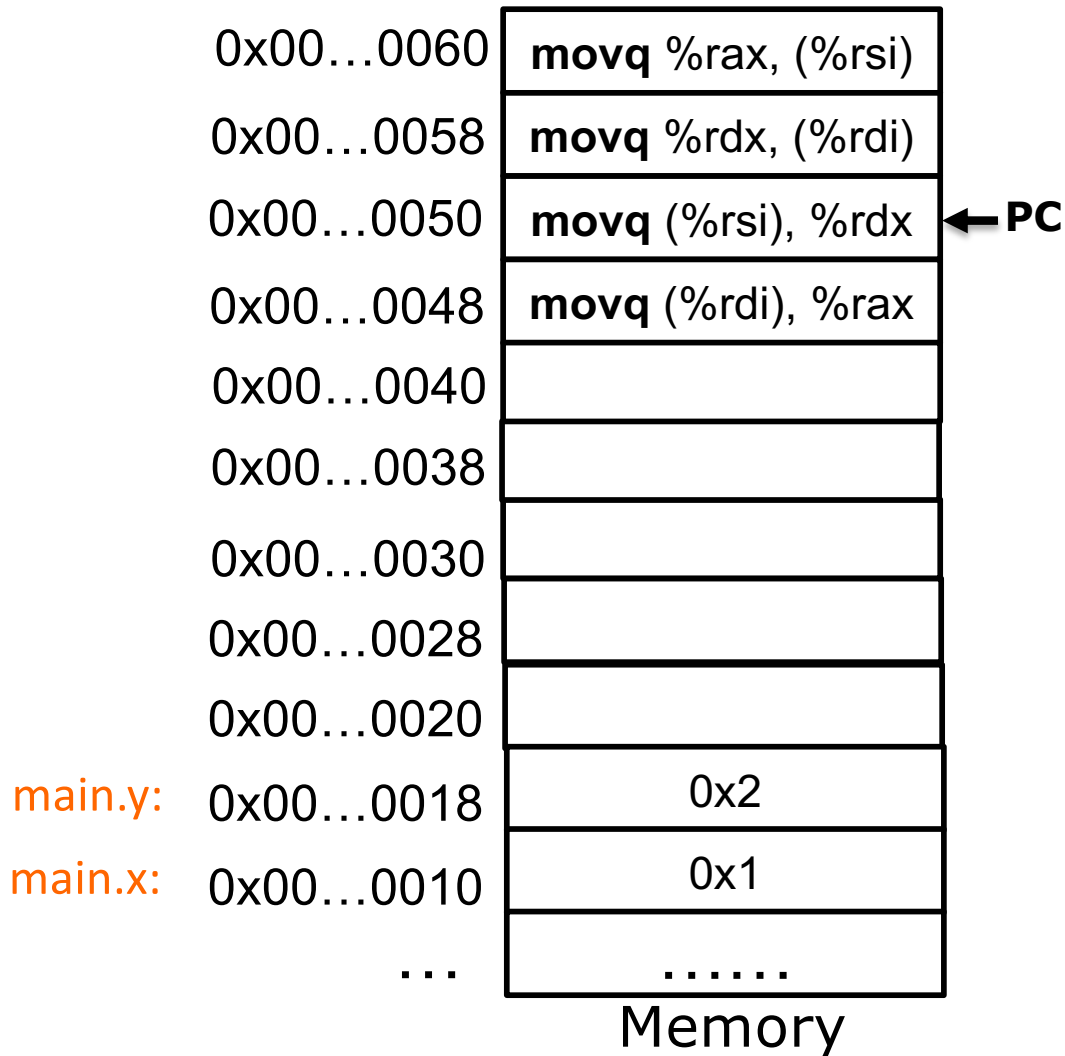 0x00…0060 movq %rax, (%rsi)
0x00…0058 movq %rdx, (%rdi)
0x00…0050 movq (%rsi), %rdx PC
0x00…0048 movq (%rdi), %rax
0x00…0040
0x00…0038
0x00…0030
0x00…0028
0x00…0020
main.y: 0x00…0018 0x2
main.x: 0x00…0010 0x1
… ......
Memory